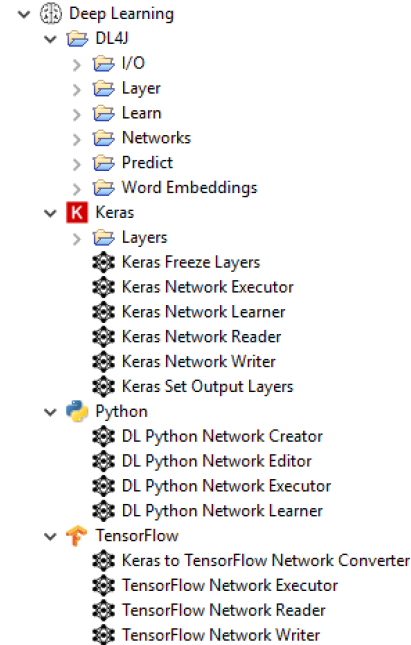 Deep Learning
DL4J
I/O
Layer
Learn
Networks
Predict
Word Embeddings
K Keras
Layers
Keras Freeze Layers
Keras Network Executor
Keras Network Learner
Keras Network Reader
Keras Network Writer
Keras Set Output Layers
Python
DL Python Network Creator
DL Python Network Editor
DL Python Network Executor
DL Python Network Learner
TensorFlow
Keras to TensorFlow Network Converter
TensorFlow Network Executor
TensorFlow Network Reader
TensorFlow Network Writer